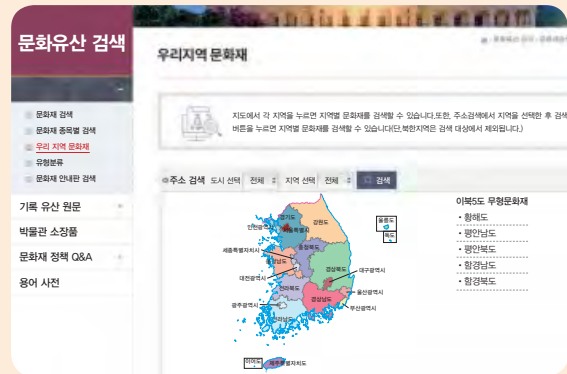 문화유산 검색
문화재 검색
문화재 종목별 검색
우리 지역 문화재
유형분류
문화재 안내판 검색
기록 유산 원문
박물관 소장품
문화재 정책 Q&A
용어 사전
우리지역 문화재
지도에서 각 지역을 누르면 지역별 문화재를 검색할 수 있습니다.또한, 주소검색에서 지역을 선택한 후 검색
버튼을 누르면 지역별 문화재를 검색할 수 있습니다(단,북한지역은 검색 대상에서 제외됩니다.)
주소 검색 도시 선택 전체 지역 선택 전체 검색
경기도
강원도
인천광역시
서울특별시
울릉도
독도
세종특별자치시
충청북도
충청남도
경상북도
대구광역시
대전광역시
전라북도
울산광역시
광주광역시
경상남도
부산광역시
전라남도
이어도
제주특별자치도
이북5도 무형문화재
· 황해도
· 평안남도
· 평안북도
· 함경남도
· 함경북도